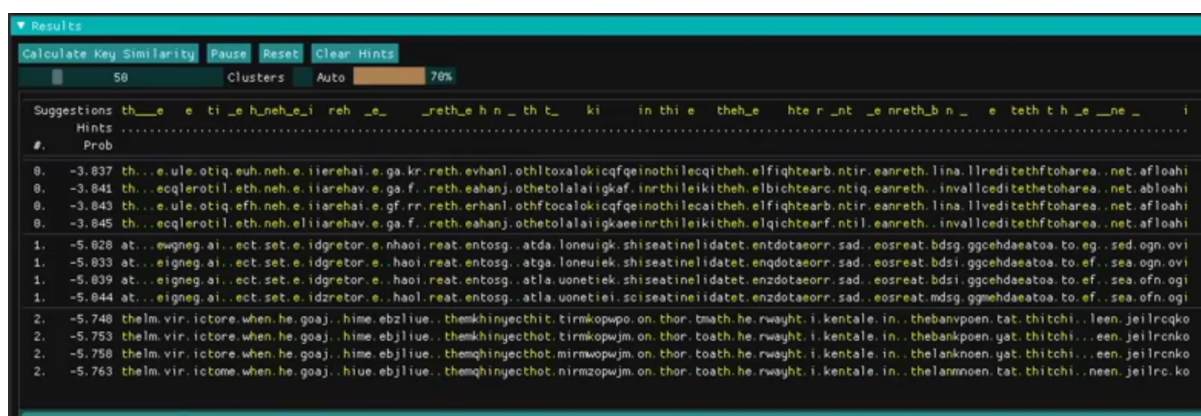 ▼ Results
Calculate Key Similarity Pause Reset Clear Hints
50 Clusters Auto 70%
Suggestions th___e e ti _e h_neh_e_i reh _e_ _reth_e h n _ th t_ ki in thi e theh_e hte r _nt _e nreth_b n _ e teth t h _e __ne _ i
Hints
#. Prob
0. -3.837 th...e.ule.otiq.euh.neh.e.iierehai.e.ga.kr.reth.evhanl.othltoxalokicqfqeinothilecqitheh.elfiqhtearb.ntir.eanreth.lina.llreditethftoharea..net.afloahi
0. -3.841 th....ecqlerotil.eth.neh.e.iierehav.e.ga.f..reth.eahanj.othetolalaiigkaf.inrthileikitheh.elbichtearc.ntiq.eanreth..invallceditethetoharea..net.abloahi
0. -3.843 th...e.ule.otiq.efh.neh.e.iierehav.e.gf.rr.reth.erhanl.othftocalokicqfqeinothilecaitheh.elfiqhtearb.ntir.eanreth.lina.llveditethftoharea..net.afloahi
0. -3.845 th....ecqlerotil.eth.neh.eliierehav.e.ga.f..reth.eahanj.othetolalaiigkaeeinrthileikitheh.elqichtearf.ntil.eanreth..invallceditethetoharea..net.afloahi
1. -5.028 at...ewgneg.ai..ect.set.e.idgretor.e.nhaoi.reat.entosg..atda.loneuigk.shiseatinelidatet.entdotaeorr.sad..eosreat.bdsg.ggcehdaeatoa.to.eg..sed.ogn.ovi
1. -5.033 at...eigneg.ai..ect.set.e.idgretor.e..haoi.reat.entosg..atga.loneuiek.shiseatinelidatet.enqdotaeorr.sad..eosreat.bdsi.ggcehdaeatoa.to.ef..sea.ogn.ovi
1. -5.039 at...eigneg.ai..ect.set.e.idgretor.e..haoi.reat.entosg..atla.uonetiek.shiseatineilidatet.enzdotaeorr.sad..eosreat.bdsi.ggcehdaeatoa.to.ef..sea.ofn.ogi
1. -5.044 at...eigneg.ai..ect.set.e.idzretor.e..haol.reat.entosg..atla.uonetiei.sciseatineilidatet.enzdotaeorr.sad..eosreat.mdsg.ggmehdaeatoa.to.ef..sea.ofn.ogi
2. -5.748 thelm.vir.ictore.when.he.goaj..hime.ebzliue..themkhinyecthit.tirmkopwpo.on.thor.tmath.he.rwayht.i.kentale.in..thebanvpoen.tat.thitchi..leen.jeilrcqko
2. -5.753 thelm.vir.ictore.when.he.goaj..hime.ebzliue..themkhinyecthot.tirmkopwjm.on.thor.toath.he.rwayht.i.kentale.in..thebankpoen.yat.thitchi...een.jeilrcnko
2. -5.758 thelm.vir.ictome.when.he.goaj..hiue.ebjliue..themqhinyecthot.mirmwopwjm.on.thor.toath.he.rwayht.i.kentale.in..thelanknoen.yat.thitchi...een.jeilrcnko
2. -5.763 thelm.vir.ictome.when.he.goaj..hiue.ebjliue..themqhinyecthot.nirmzopwjm.on.thor.toath.he.rwayht.i.kentale.in..thelanmnoen.tat.thitchi..neen.jeilrc.ko